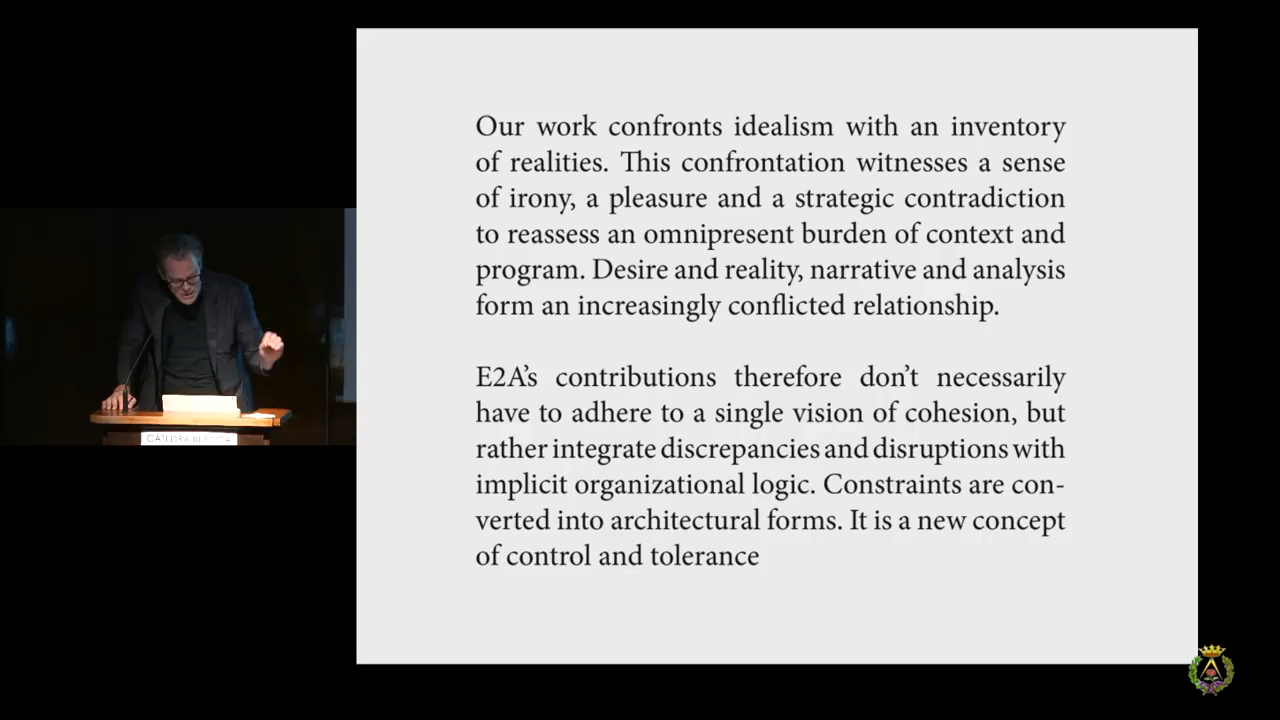 Our work confronts idealism with an inventory
of realities. This confrontation witnesses a sense
of irony, a pleasure and a strategic contradiction
to reassess an omnipresent burden of context and
program. Desire and reality, narrative and analysis
form an increasingly conflicted relationship.
E2A's contributions therefore don't necessarily
have to adhere to a single vision of cohesion, but
rather integrate discrepancies and disruptions with
implicit organizational logic. Constraints are con-
verted into architectural forms. It is a new concept
of control and tolerance